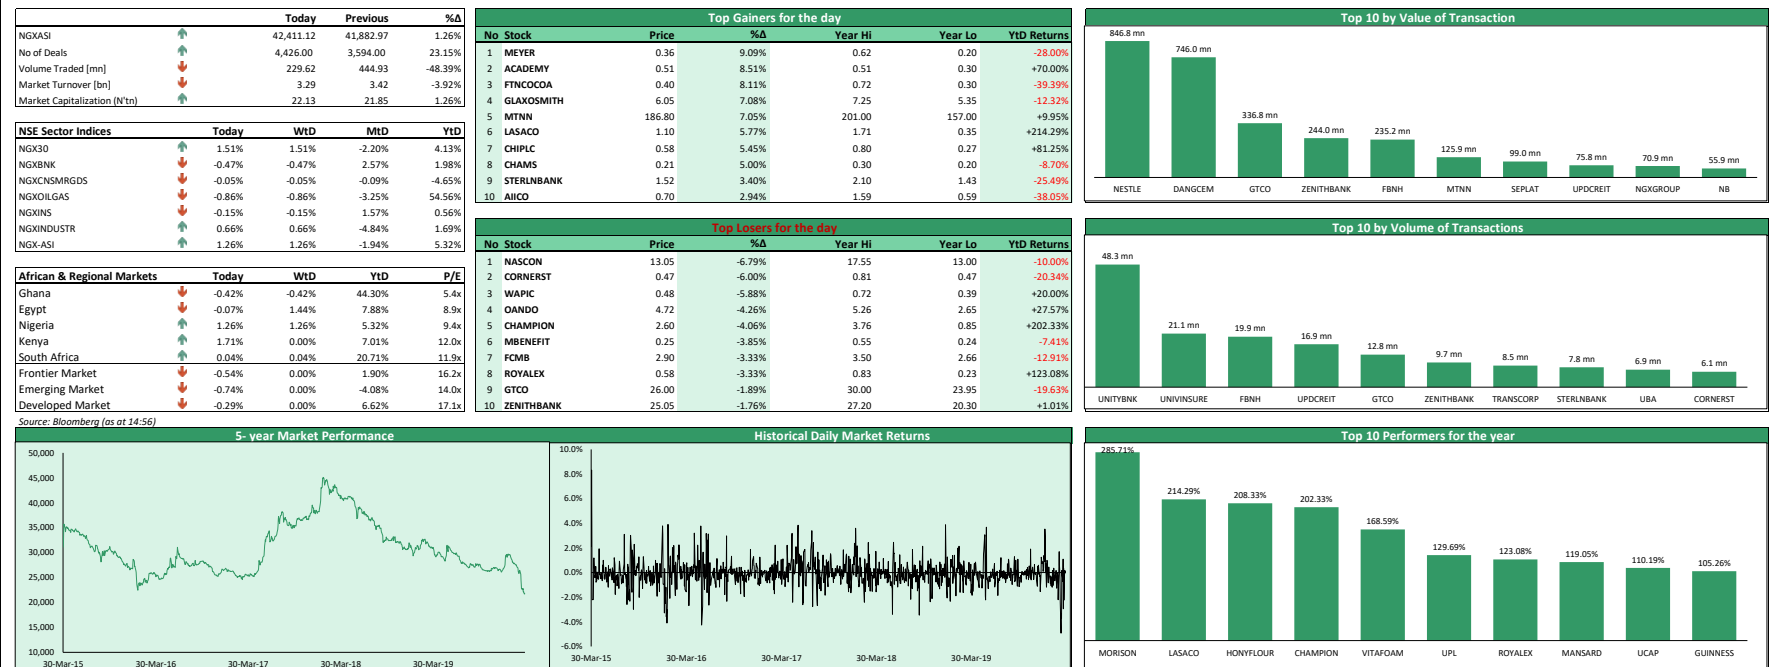 Today Previous %Δ
NGXASI 42,411.12 41,882.97 1.26%
No of Deals 4,426.00 3,594.00 23.15%
Volume Traded [mn] 229.62 444.93 -48.39%
Market Turnover [bn] 3.29 3.42 -3.92%
Market Capitalization (N'tn) 22.13 21.85 1.26%
NSE Sector Indices Today WtD MtD YtD
NGX30 1.51% 1.51% -2.20% 4.13%
NGXBNK -0.47% -0.47% 2.57% 1.98%
NGXCNSMRGDS -0.05% -0.05% -0.09% -4.65%
NGXOILGAS -0.86% -0.86% -3.25% 54.56%
NGXINS -0.15% -0.15% 1.57% 0.56%
NGXINDUSTR 0.66% 0.66% -4.84% 1.69%
NGX-ASI 1.26% 1.26% -1.94% 5.32%
African & Regional Markets Today WtD YtD P/E
Ghana -0.42% -0.42% 44.30% 5.4x
Egypt -0.07% 1.44% 7.88% 8.9x
Nigeria 1.26% 1.26% 5.32% 9.4x
Kenya 1.71% 0.00% 7.01% 12.0x
South Africa 0.04% 0.04% 20.71% 11.9x
Frontier Market -0.54% 0.00% 1.90% 16.2x
Emerging Market -0.74% 0.00% -4.08% 14.0x
Developed Market -0.29% 0.00% 6.62% 17.1x
Source: Bloomberg (as at 14:56)
Top Gainers for the day
No Stock Price %Δ Year Hi Year Lo YtD Returns
1 MEYER 0.36 9.09% 0.62 0.20 -28.00%
2 ACADEMY 0.51 8.51% 0.51 0.30 +70.00%
3 FTNCOCOA 0.40 8.11% 0.72 0.30 -39.39%
4 GLAXOSMITH 6.05 7.08% 7.25 5.35 -12.32%
5 MTNN 186.80 7.05% 201.00 157.00 +9.95%
6 LASACO 1.10 5.77% 1.71 0.35 +214.29%
7 CHIPLC 0.58 5.45% 0.80 0.27 +81.25%
8 CHAMS 0.21 5.00% 0.30 0.20 -8.70%
9 STERLNBANK 1.52 3.40% 2.10 1.43 -25.49%
10 AIICO 0.70 2.94% 1.59 0.59 -38.05%
Top Losers for the day
No Stock Price %Δ Year Hi Year Lo YtD Returns
1 NASCON 13.05 -6.79% 17.55 13.00 -10.00%
2 CORNERST 0.47 -6.00% 0.81 0.47 -20.34%
3 WAPIC 0.48 -5.88% 0.72 0.39 +20.00%
4 OANDO 4.72 -4.26% 5.26 2.65 +27.57%
5 CHAMPION 2.60 -4.06% 3.76 0.85 +202.33%
6 MBENEFIT 0.25 -3.85% 0.55 0.24 -7.41%
7 FCMB 2.90 -3.33% 3.50 2.66 -12.91%
8 ROYALEX 0.58 -3.33% 0.83 0.23 +123.08%
9 GTCO 26.00 -1.89% 30.00 23.95 -19.63%
10 ZENITHBANK 25.05 -1.76% 27.20 20.30 +1.01%
Top 10 by Value of Transaction
846.8 mn 746.0 mn 336.8 mn 244.0 mn 235.2 mn 125.9 mn 99.0 mn 75.8 mn 70.9 mn 55.9 mn
NESTLE DANGCEM GTCO ZENITHBANK FBNH MTNN SEPLAT UPDCREIT NGXGROUP NB
Top 10 by Volume of Transactions
48.3 mn 21.1 mn 19.9 mn 16.9 mn 12.8 mn 9.7 mn 8.5 mn 7.8 mn 6.9 mn 6.1 mn
UNITYBNK UNIVINSURE FBNH UPDCREIT GTCO ZENITHBANK TRANSCORP STERLNBANK UBA CORNERST
5- year Market Performance
50,000
45,000
40,000
35,000
30,000
25,000
20,000
15,000
10,000
30-Mar-15 30-Mar-16 30-Mar-17 30-Mar-18 30-Mar-19
Historical Daily Market Returns
10.0%
8.0%
6.0%
4.0%
2.0%
0.0%
-2.0%
-4.0%
-6.0%
30-Mar-15 30-Mar-16 30-Mar-17 30-Mar-18 30-Mar-19
Top 10 Performers for the year
285.71% 214.29% 208.33% 202.33% 168.59% 129.69% 123.08% 119.05% 110.19% 105.26%
MORISON LASACO HONYFLOUR CHAMPION VITAFOAM UPL ROYALEX MANSARD UCAP GUINNESS